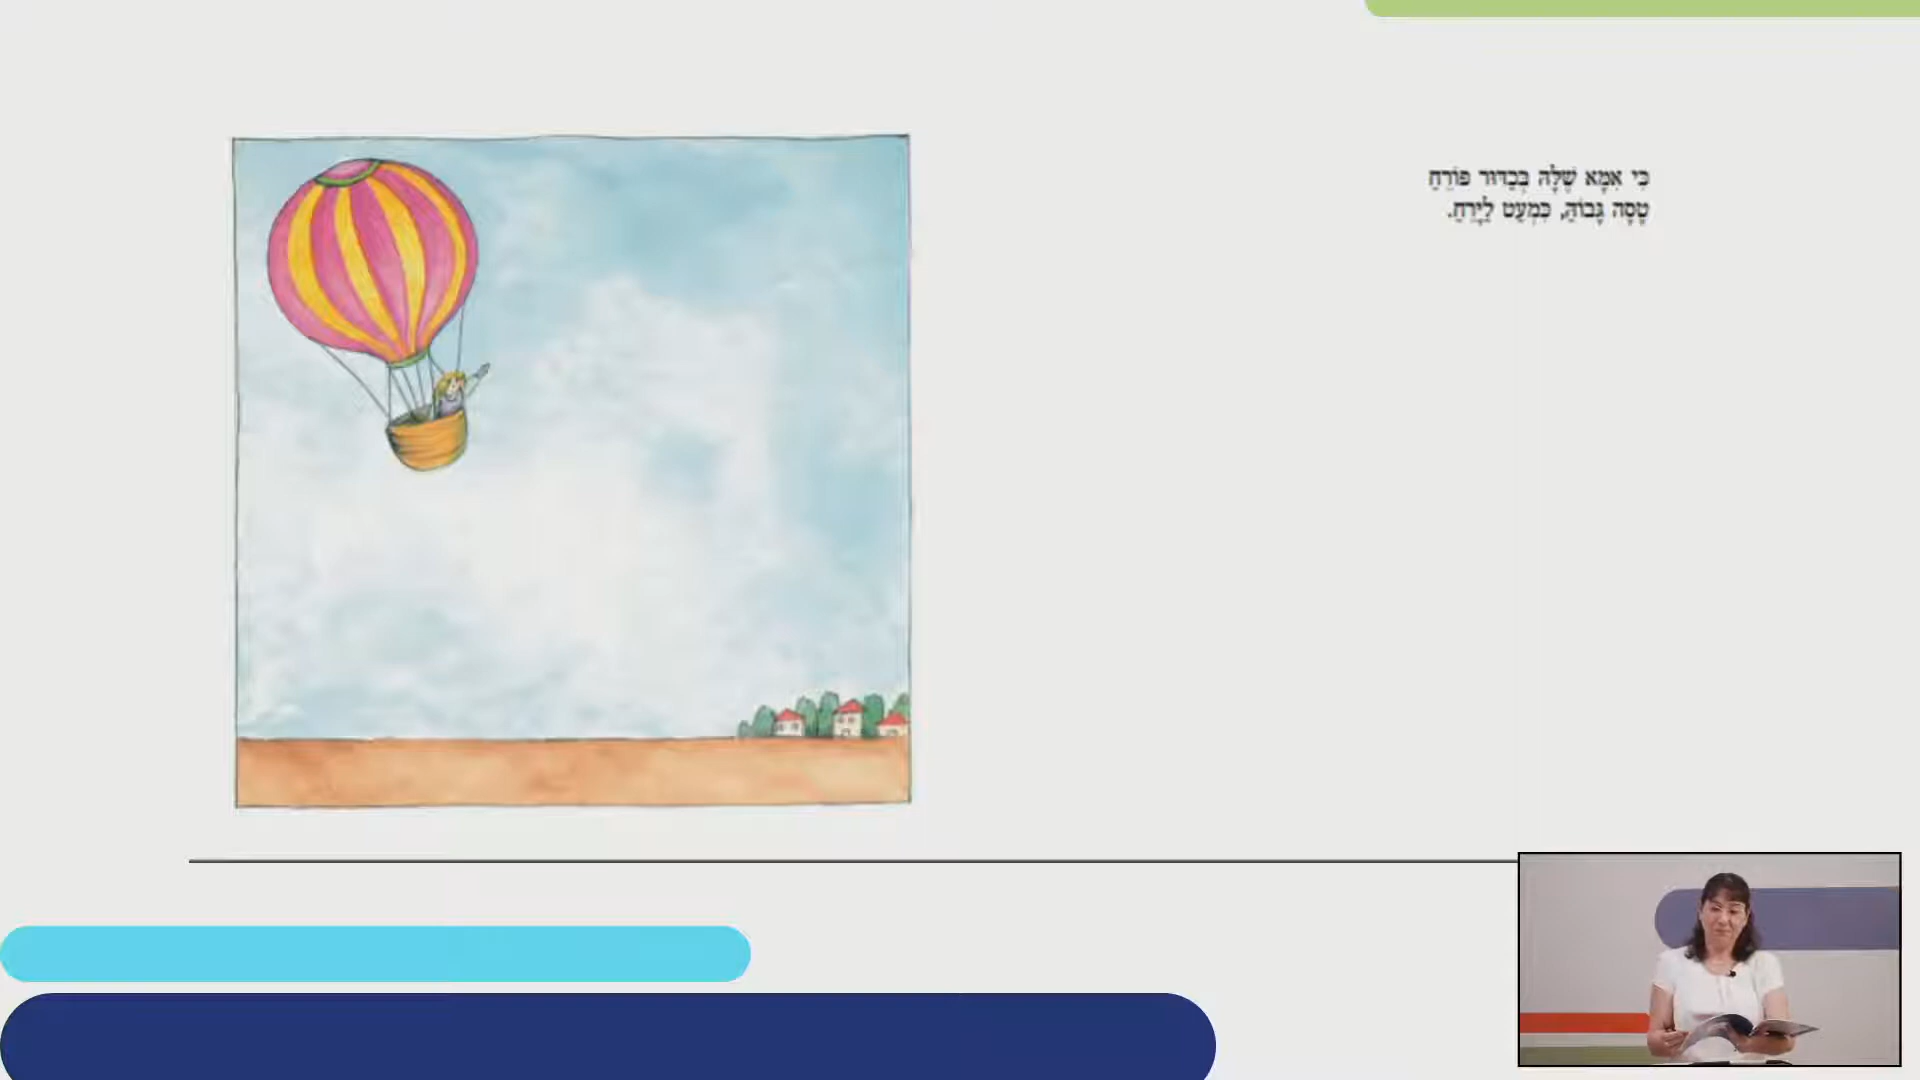 כִּי אִמָּא שֶׁלָּהּ בְּכַדּוּר פּוֹרֵחַ
טָסָה גָּבוֹהַּ, כִּמְעַט לַיָּרֵחַ.